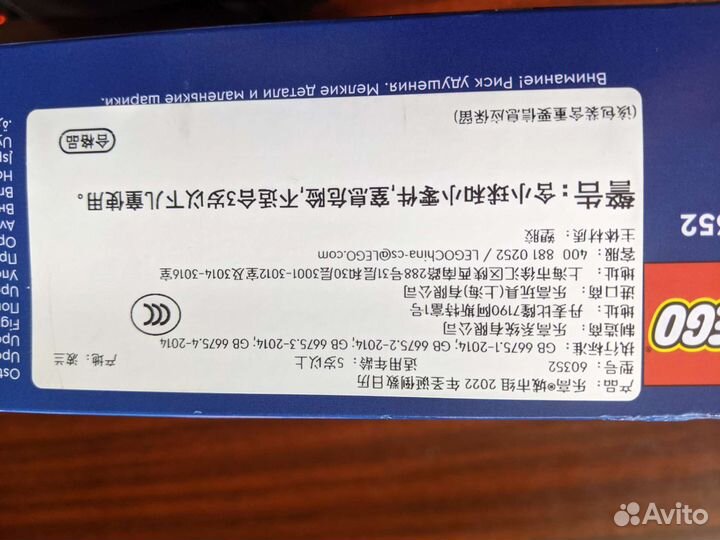 产品：乐高®城市组 2022 年圣诞倒数日历
型号：60352 适用年龄：5岁以上
执行标准：GB 6675.1-2014; GB 6675.2-2014; GB 6675.3-2014; GB 6675.4-2014
产地：波兰
制造商：乐高系统有限公司
地址：丹麦比隆7190阿斯特富1号
进口商：乐高玩具（上海）有限公司
地址：上海市徐汇区陕西南路288号31层和30层3001-3012室及3014-3016室
客服：400 881 0252 / LEGOChina-cs@LEGO.com
主体材质：塑胶
CCC
警告：含小球和小零件,窒息危险,不适合3岁以下儿童使用。
合格品
(该包装含重要信息应保留)
Внимание! Риск удушения. Мелкие детали и маленькие шарики.
352
LEGO
Avito